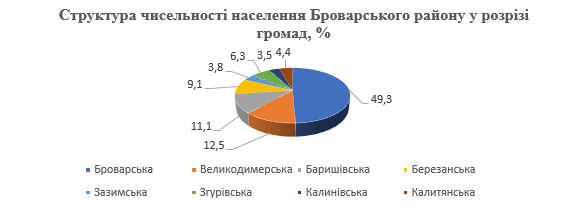 Структура чисельності населення Броварського району у розрізі
громад, %
6,3 3,5 4,4
3,8
9,1
49,3
11,1
12,5
Броварська Великодимерська Баришівська Березанська
Зазимська Згурівська Калинівська Калитянська